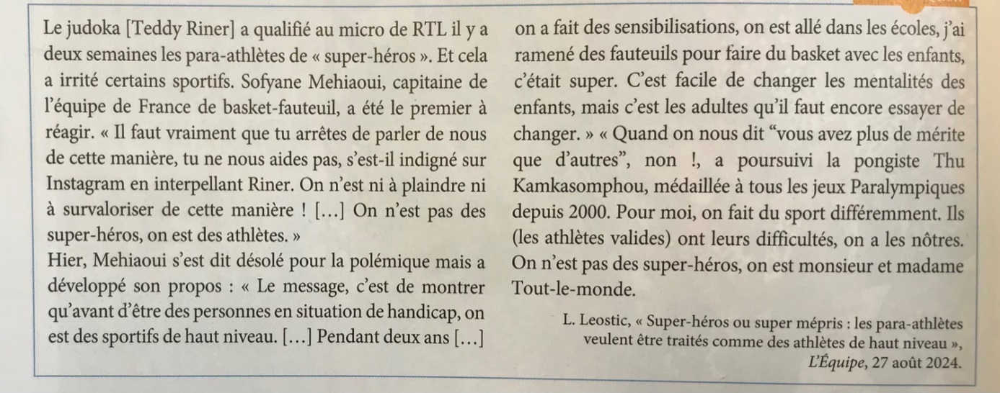 Le judoka [Teddy Riner] a qualifié au micro de RTL il y a
deux semaines les para-athlètes de « super-héros ». Et cela
a irrité certains sportifs. Sofyane Mehiaoui, capitaine de
l'équipe de France de basket-fauteuil, a été le premier à
réagir. « Il faut vraiment que tu arrêtes de parler de nous
de cette manière, tu ne nous aides pas, s'est-il indigné sur
Instagram en interpellant Riner. On n'est ni à plaindre ni
à survaloriser de cette manière ! [...] On n'est pas des
super-héros, on est des athlètes. »
Hier, Mehiaoui s'est dit désolé pour la polémique mais a
développé son propos : « Le message, c'est de montrer
qu'avant d'être des personnes en situation de handicap, on
est des sportifs de haut niveau. [...] Pendant deux ans [...]
on a fait des sensibilisations, on est allé dans les écoles, j'ai
ramené des fauteuils pour faire du basket avec les enfants,
c'était super. C'est facile de changer les mentalités des
enfants, mais c'est les adultes qu'il faut encore essayer de
changer. » « Quand on nous dit “vous avez plus de mérite
que d'autres”, non !, a poursuivi la pongiste Thu
Kamkasomphou, médaillée à tous les jeux Paralympiques
depuis 2000. Pour moi, on fait du sport différemment. Ils
(les athlètes valides) ont leurs difficultés, on a les nôtres.
On n'est pas des super-héros, on est monsieur et madame
Tout-le-monde.
L. Leostic, « Super-héros ou super mépris : les para-athlètes
veulent être traités comme des athlètes de haut niveau »,
L'Équipe, 27 août 2024.